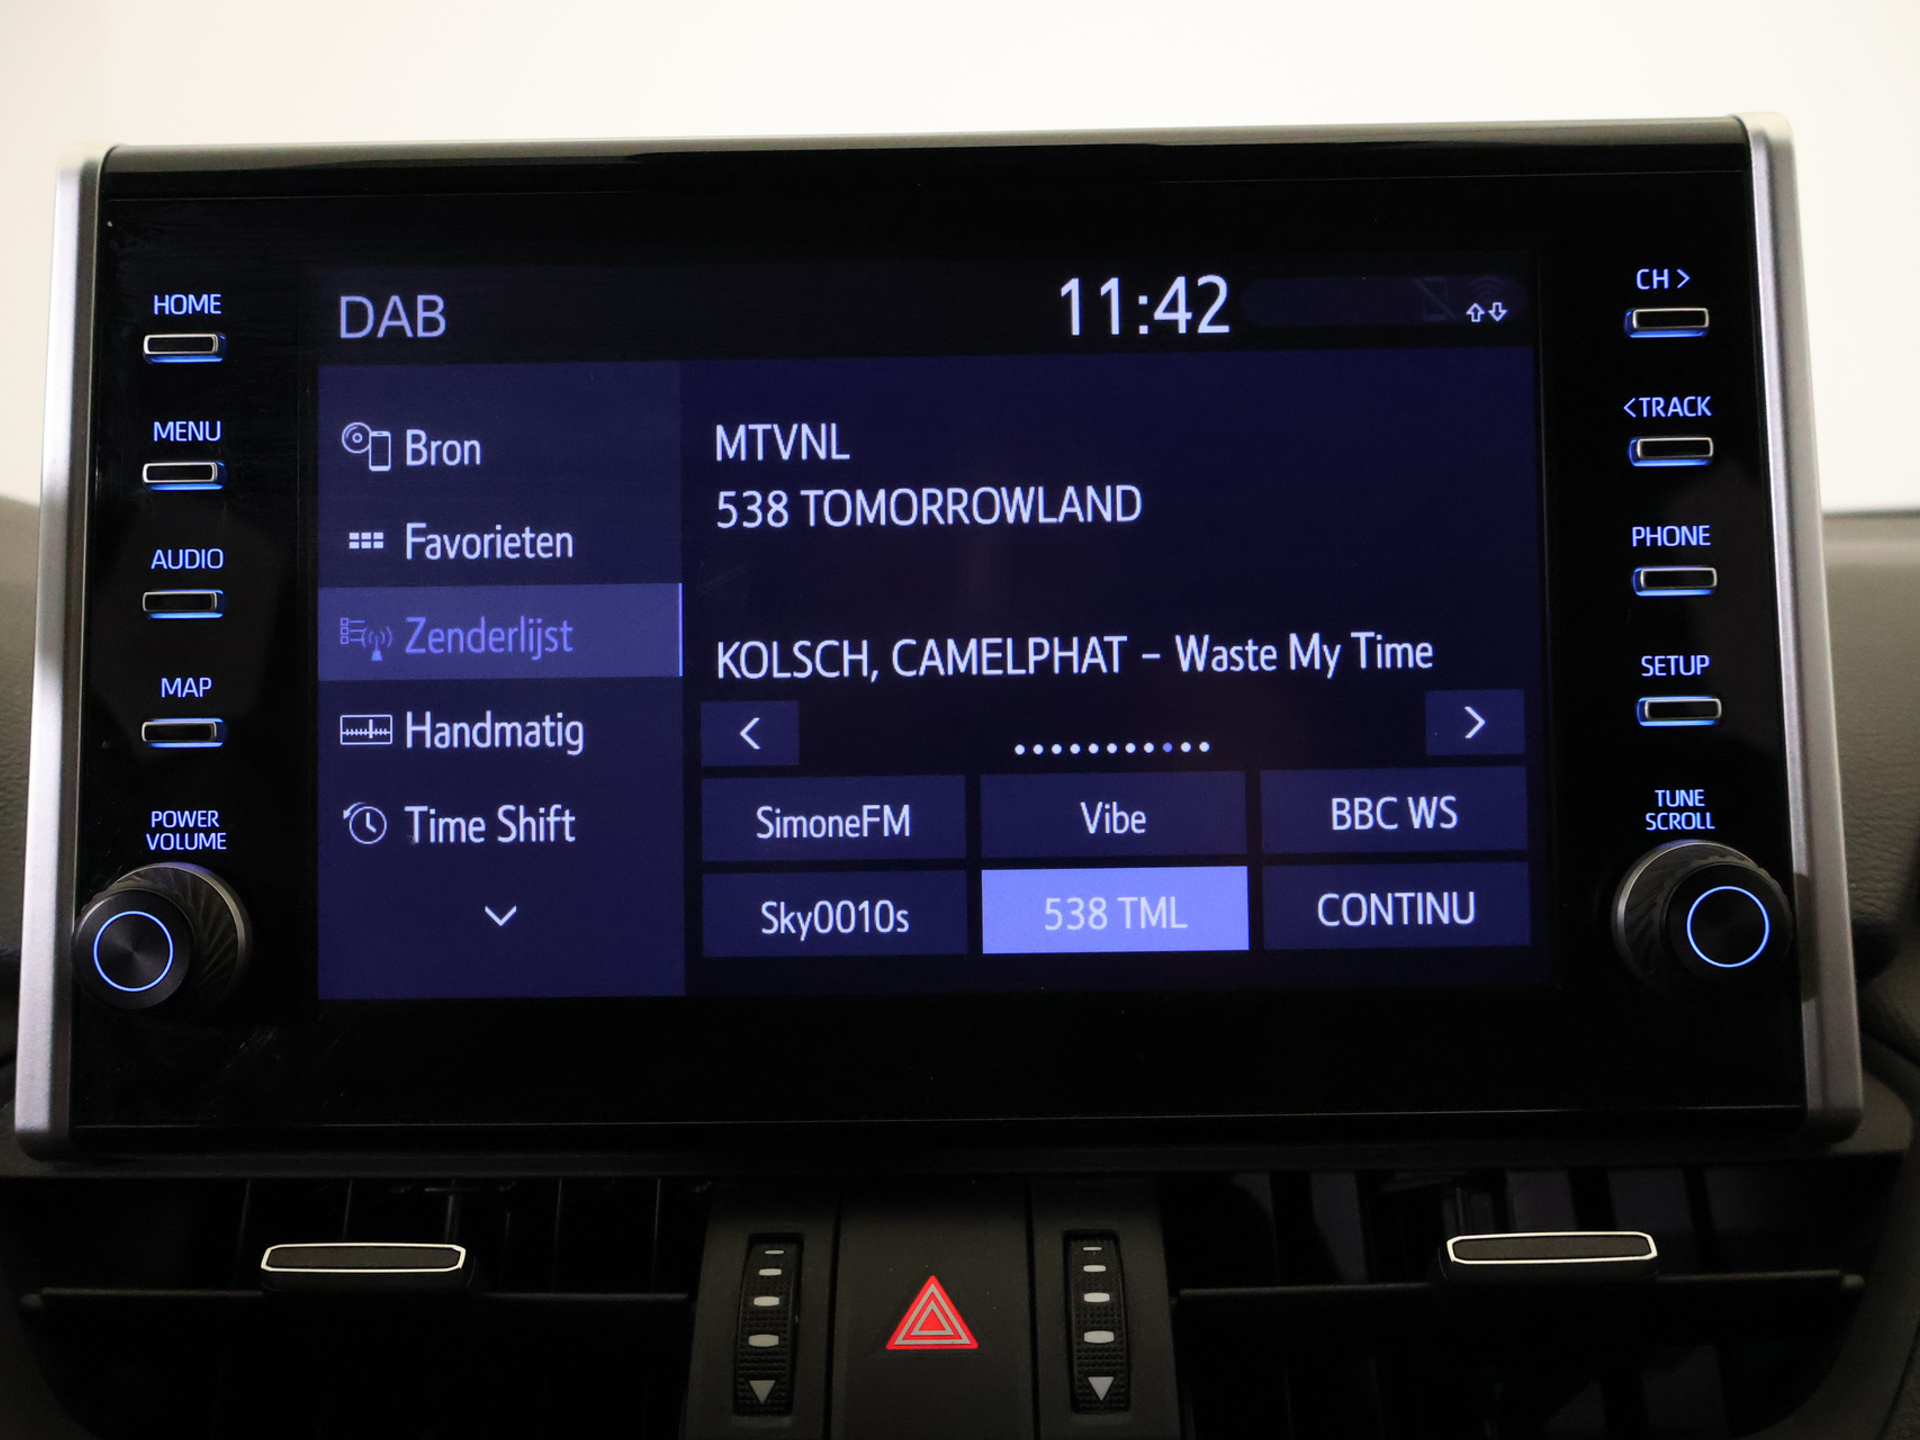 HOME
MENU
AUDIO
MAP
POWER
VOLUME
DAB
11:42
Bron
Favorieten
Zenderlijst
Handmatig
Time Shift
MTVNL
538 TOMORROWLAND
KOLSCH, CAMELPHAT – Waste My Time
< >
SimoneFM Vibe BBC WS
Sky0010s 538 TML CONTINU
CH >
<TRACK
PHONE
SETUP
TUNE
SCROLL